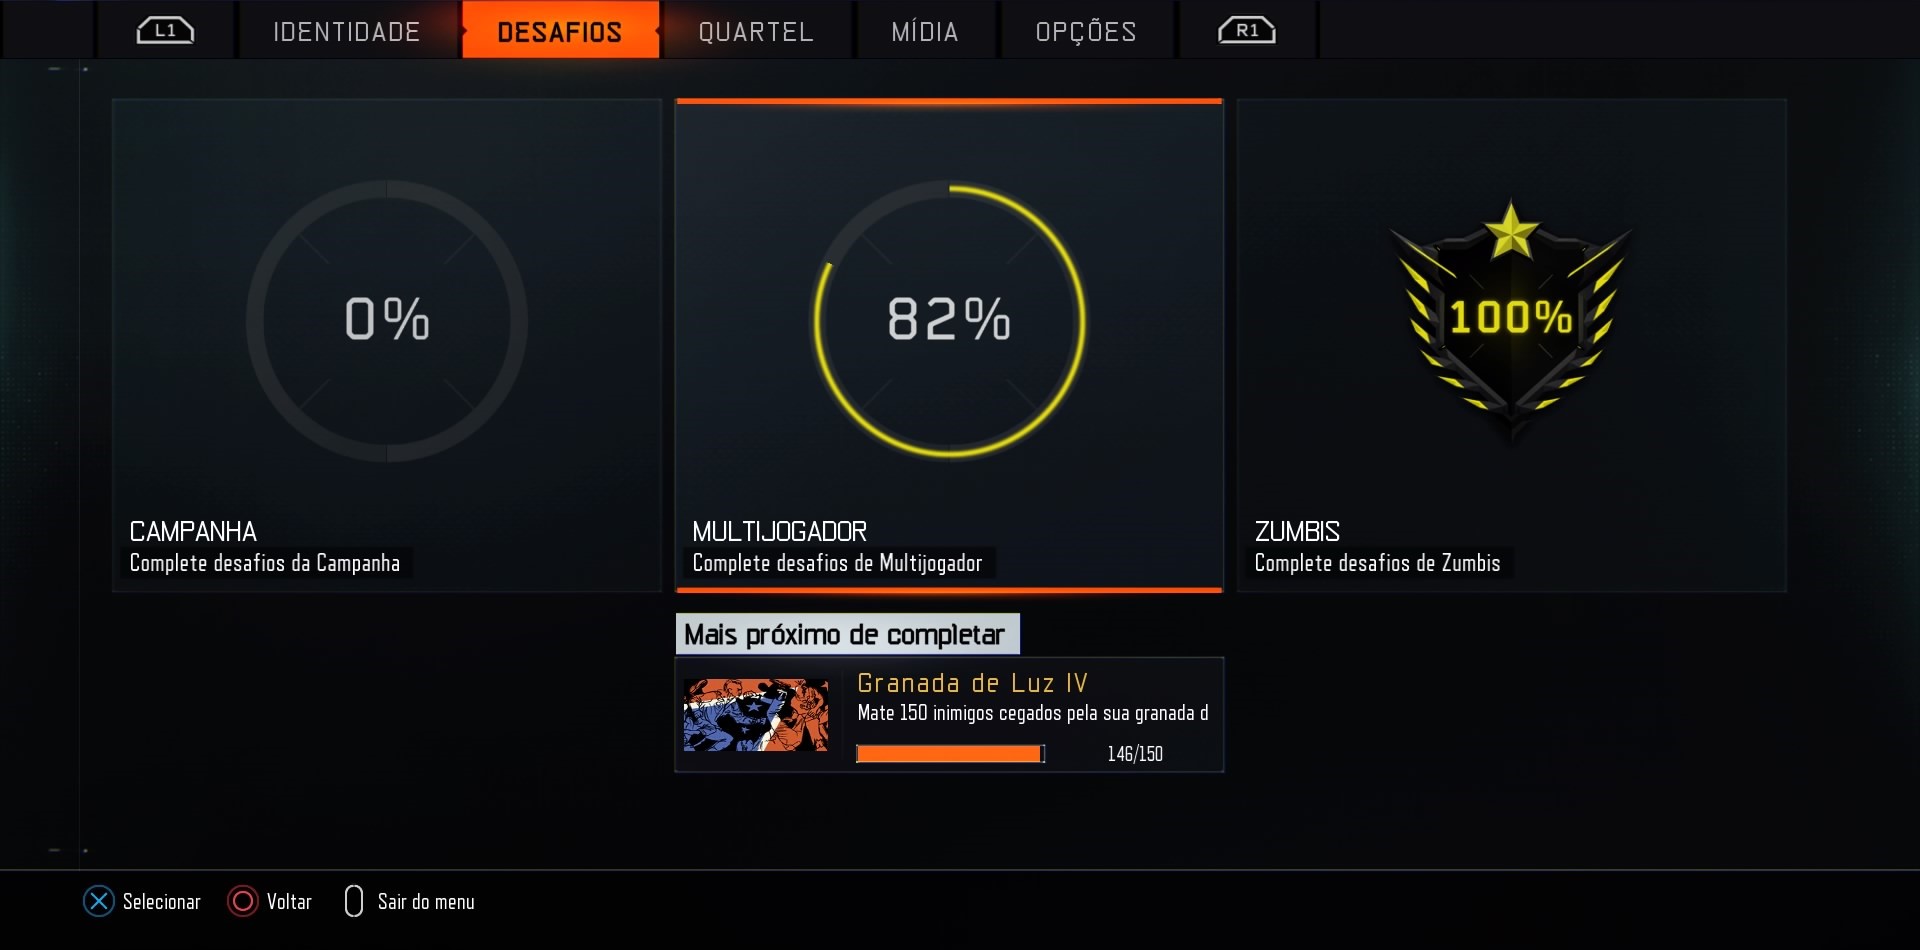 L1 IDENTIDADE DESAFIOS QUARTEL MÍDIA OPÇÕES R1
0%
CAMPANHA
Complete desafios da Campanha
82%
MULTIJOGADOR
Complete desafios de Multijogador
100%
ZUMBIS
Complete desafios de Zumbis
Mais próximo de completar
Granada de Luz IV
Mate 150 inimigos cegados pela sua granada d
146/150
Selecionar Voltar Sair do menu